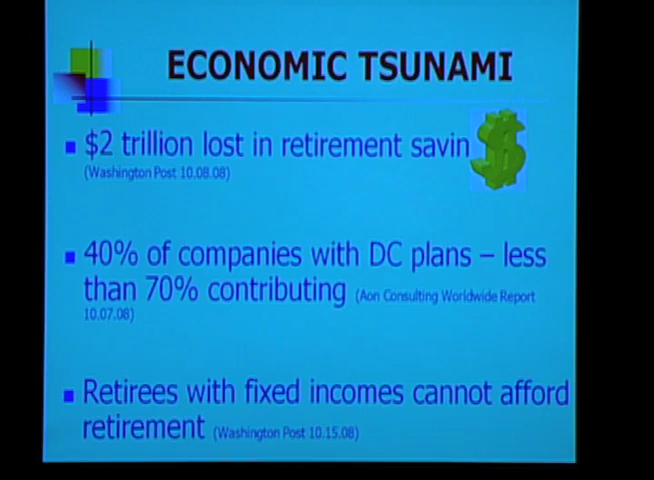 ECONOMIC TSUNAMI
$2 trillion lost in retirement savin
(Washington Post 10.08.08)
40% of companies with DC plans – less
than 70% contributing (Aon Consulting Worldwide Report
10.07.08)
Retirees with fixed incomes cannot afford
retirement (Washington Post 10.15.08)